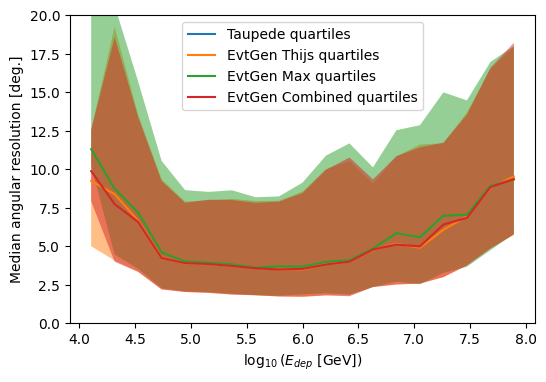 Taupede quartiles
EvtGen Thijs quartiles
EvtGen Max quartiles
EvtGen Combined quartiles
Median angular resolution [deg.]
20.0
17.5
15.0
12.5
10.0
7.5
5.0
2.5
0.0
4.0 4.5 5.0 5.5 6.0 6.5 7.0 7.5 8.0
log₁₀(E_dep [GeV])